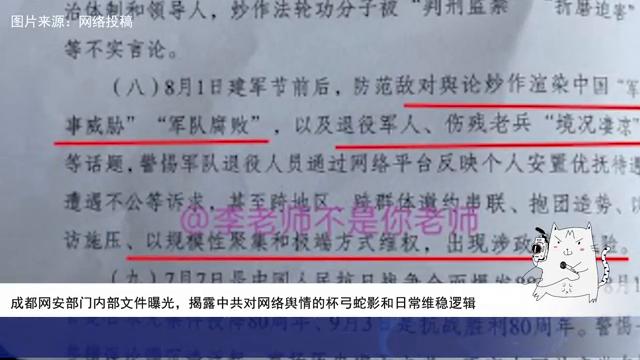 图片来源：网络投稿
治体制和领导人，炒作法轮功分子被“判刑监禁”“折磨迫害”
等不实言论。
（八）8月1日建军节前后，防范敌对舆论炒作渲染中国“军
事威胁”“军队腐败”，以及退役军人、伤残老兵“境况凄凉”
等话题，警惕军队退役人员通过网络平台反映个人安置优抚待遇
遭遇不公等诉求，甚至跨地区、跨群体邀约串联、抱团造势、
@李老师不是你老师
访施压、以规模性聚集和极端方式维权，出现涉政 险。
（九）7月7日是中国人民抗日战争全面爆发 8月1
9月3日是抗战胜利80周年。
成都网安部门内部文件曝光，揭露中共对网络舆情的杯弓蛇影和日常维稳逻辑